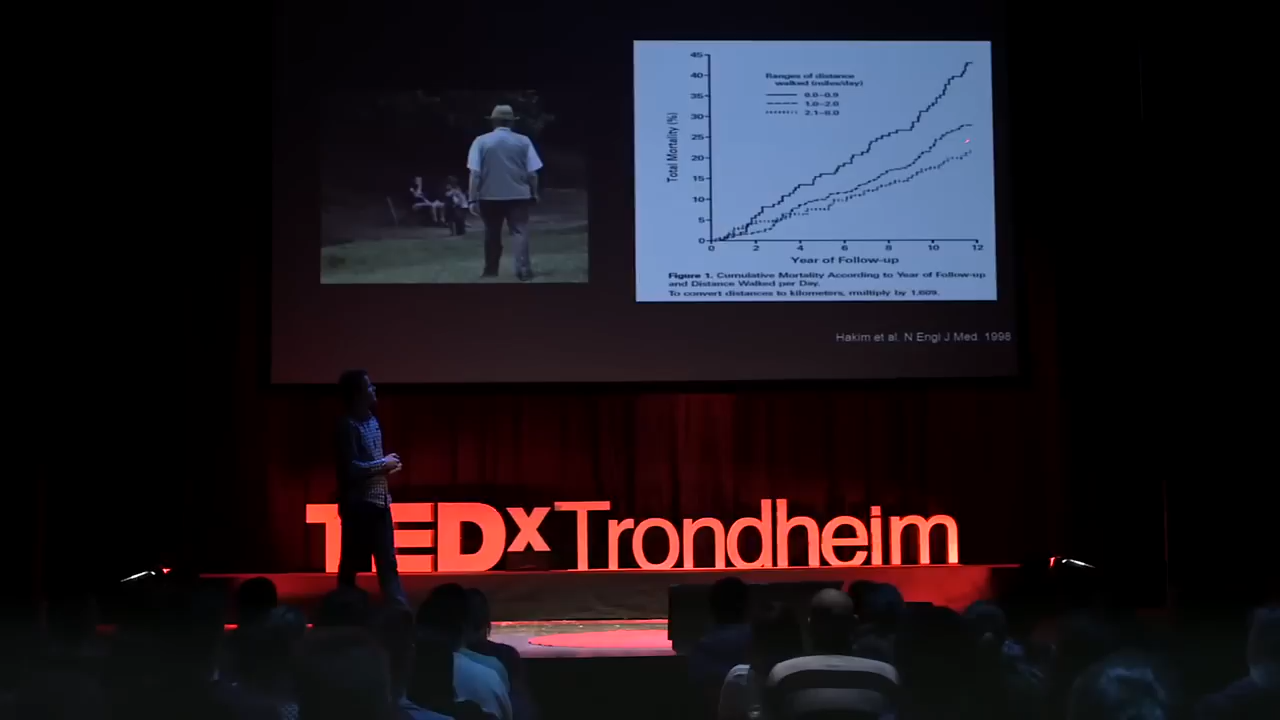 45
40
35
30
25
20
15
10
5
0
Total Mortality (%)
Ranges of distance
walked (miles/day)
0.0–0.9
1.0–2.0
2.1–8.0
0 2 4 6 8 10 12
Year of Follow-up
Figure 1. Cumulative Mortality According to Year of Follow-up
and Distance Walked per Day.
To convert distances to kilometers, multiply by 1.609.
Hakim et al, N Engl J Med. 1998
TEDxTrondheim